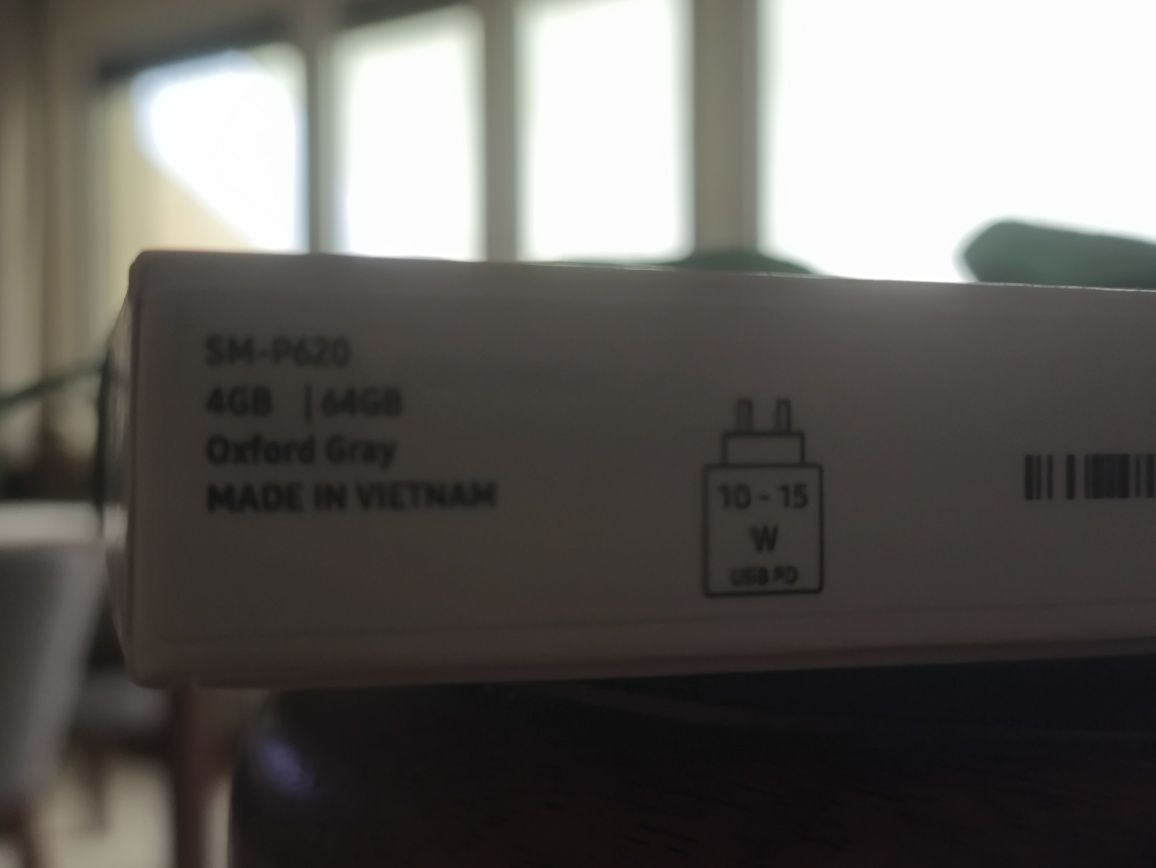 SM-P620
4GB | 64GB
Oxford Gray
MADE IN VIETNAM
10 - 15
W
USB PD